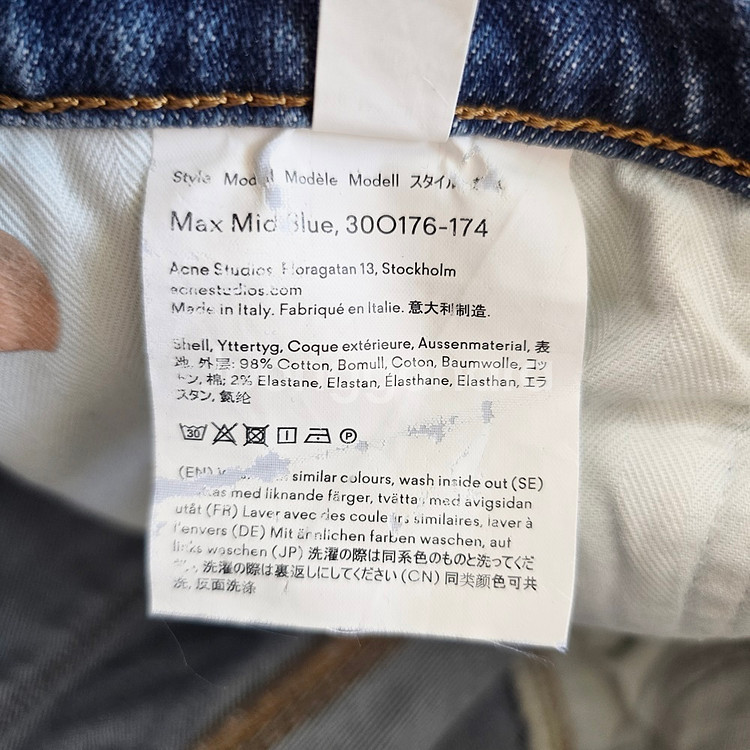 Style Model Modèle Modell スタイル
Max Mid Blue, 30O176-174
Acne Studios Floragatan 13, Stockholm
acnestudios.com
Made in Italy. Fabriqué en Italie. 意大利制造.
Shell, Yttertyg, Coque extérieure, Aussenmaterial, 表
地, 外层: 98% Cotton, Bomull, Coton, Baumwolle, コッ
トン, 棉; 2% Elastane, Elastan, Élasthane, Elasthan, エラ
スタン, 氨纶
30 P
(EN) similar colours, wash inside out (SE)
med liknande färger, tvättas med avigsidan
utåt (FR) Laver avec des couleurs similaires, laver à
l'envers (DE) Mit ähnlichen farben waschen, auf
links waschen (JP) 洗濯の際は同系色のものと洗ってくだ
洗濯の際は裏返しにしてください (CN) 同类颜色可共
洗, 反面洗涤